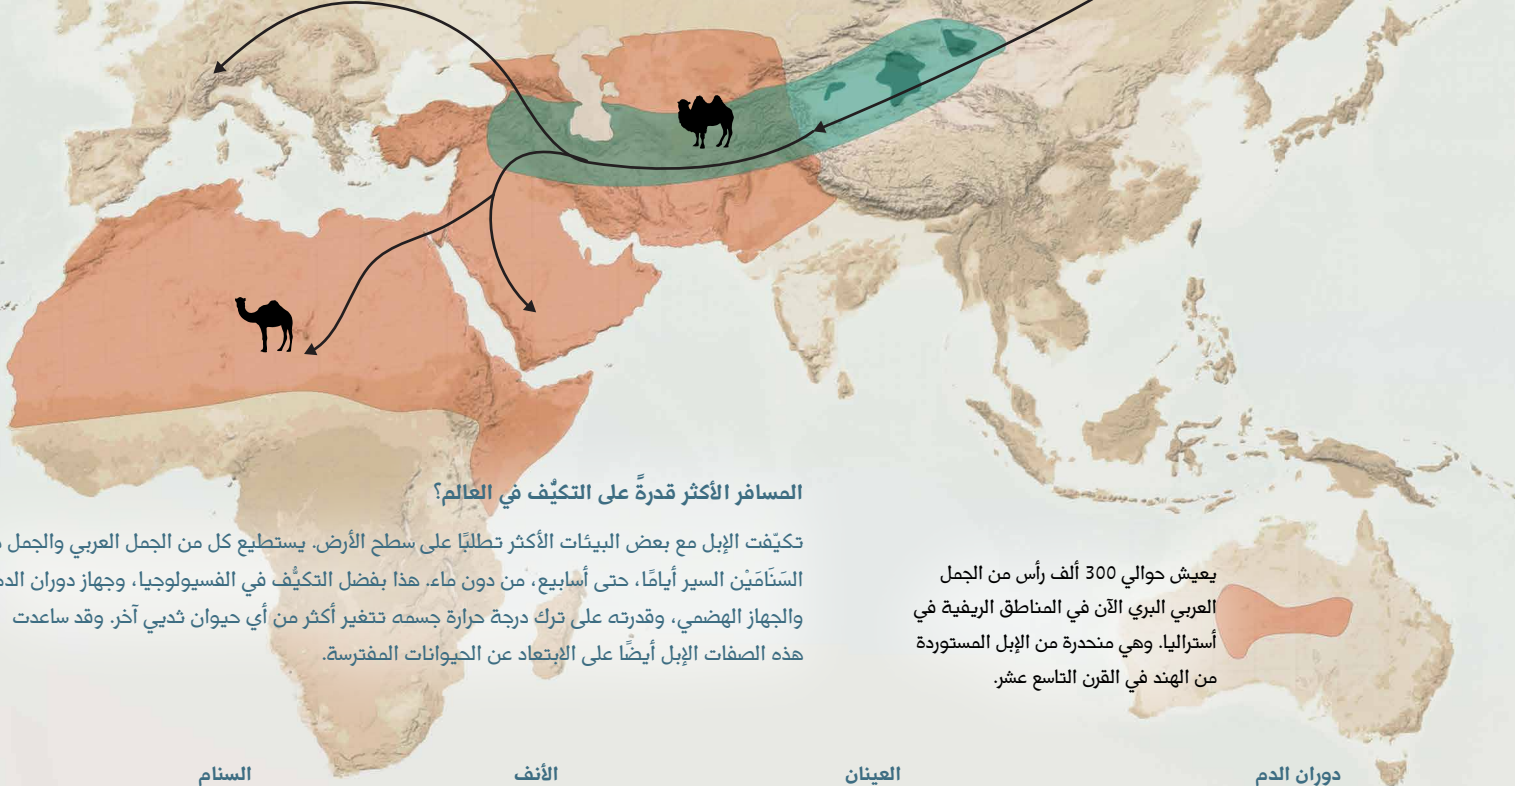 المسافر الأكثر قدرةً على التكيُّف في العالم؟
تكيّفت الإبل مع بعض البيئات الأكثر تطلبًا على سطح الأرض. يستطيع كل من الجمل العربي والجمل
السَنَامَيْن السير أيامًا، حتى أسابيع، من دون ماء. هذا بفضل التكيُّف في الفسيولوجيا، وجهاز دوران الدم
والجهاز الهضمي، وقدرته على ترك درجة حرارة جسمه تتغير أكثر من أي حيوان ثديي آخر. وقد ساعدت
هذه الصفات الإبل أيضًا على الابتعاد عن الحيوانات المفترسة.
يعيش حوالي 300 ألف رأس من الجمل
العربي البري الآن في المناطق الريفية في
أستراليا. وهي منحدرة من الإبل المستوردة
من الهند في القرن التاسع عشر.
دوران الدم
العينان
الأنف
السنام